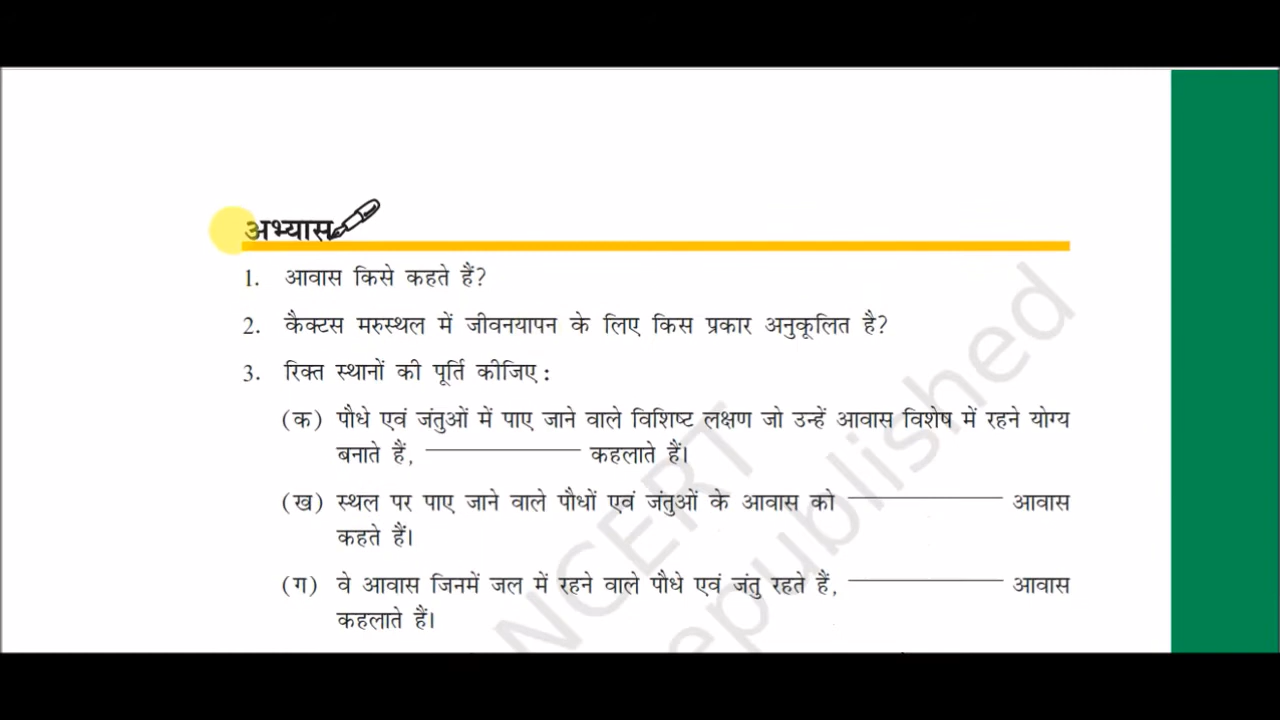 अभ्यास
1. आवास किसे कहते हैं?
2. कैक्टस मरुस्थल में जीवनयापन के लिए किस प्रकार अनुकूलित है?
3. रिक्त स्थानों की पूर्ति कीजिए :
(क) पौधे एवं जंतुओं में पाए जाने वाले विशिष्ट लक्षण जो उन्हें आवास विशेष में रहने योग्य
बनाते हैं, ____________ कहलाते हैं।
(ख) स्थल पर पाए जाने वाले पौधों एवं जंतुओं के आवास को ____________ आवास
कहते हैं।
(ग) वे आवास जिनमें जल में रहने वाले पौधे एवं जंतु रहते हैं, ____________ आवास
कहलाते हैं।
NCERT
republished